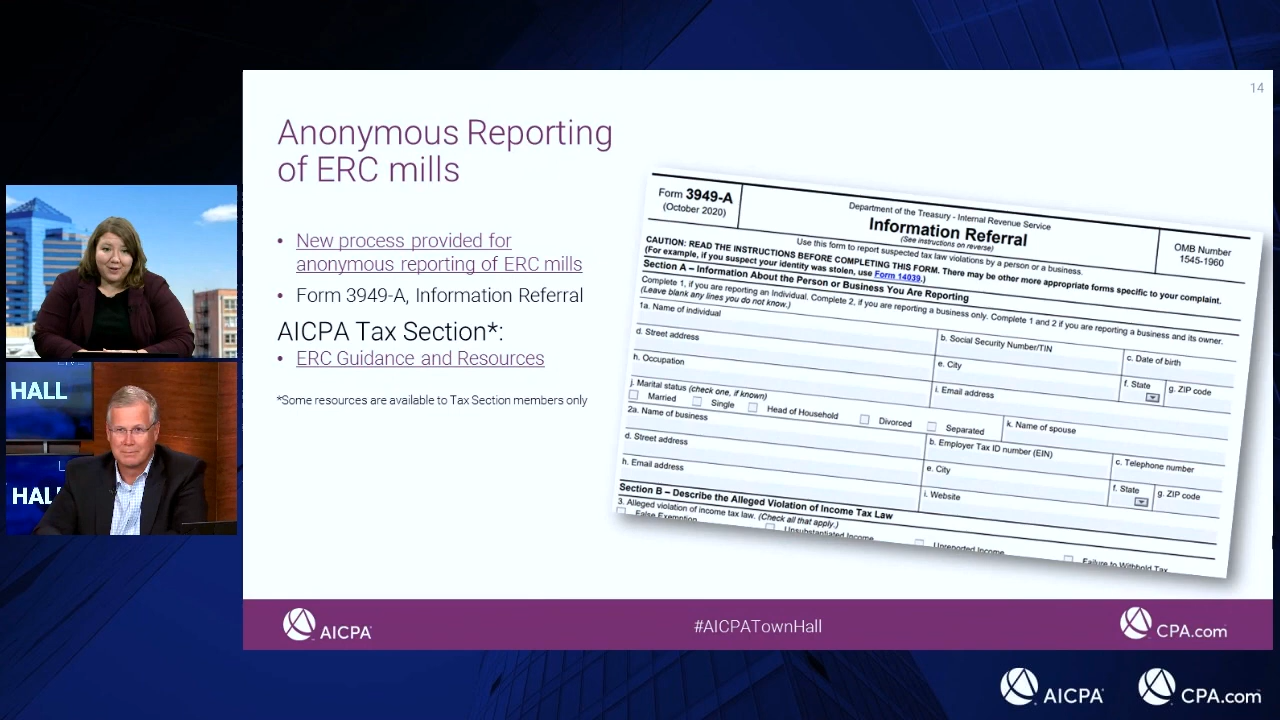 14
Anonymous Reporting
of ERC mills
• New process provided for
anonymous reporting of ERC mills
• Form 3949-A, Information Referral
AICPA Tax Section*:
• ERC Guidance and Resources
*Some resources are available to Tax Section members only
Form 3949-A
(October 2020)
Department of the Treasury - Internal Revenue Service
Information Referral
(See instructions on reverse)
OMB Number
1545-1960
Use this form to report suspected tax law violations by a person or a business.
CAUTION: READ THE INSTRUCTIONS BEFORE COMPLETING THIS FORM. There may be other more appropriate forms specific to your complaint.
(For example, if you suspect your identity was stolen, use Form 14039.)
Section A – Information About the Person or Business You Are Reporting
Complete 1, if you are reporting an Individual. Complete 2, if you are reporting a business only. Complete 1 and 2 if you are reporting a business and its owner.
(Leave blank any lines you do not know.)
1a. Name of individual
b. Social Security Number/TIN
c. Date of birth
d. Street address
e. City
f. State
g. ZIP code
h. Occupation
i. Email address
j. Marital status (check one, if known)
Married Single Head of Household Divorced Separated
k. Name of spouse
2a. Name of business
b. Employer Tax ID number (EIN)
c. Telephone number
d. Street address
e. City
f. State
g. ZIP code
h. Email address
i. Website
Section B – Describe the Alleged Violation of Income Tax Law
3. Alleged violation of income tax law. (Check all that apply.)
False Exemption Unsubstantiated Income Unreported Income Failure to Withhold Tax
HALL
HALL
AICPA
#AICPATownHall
CPA.com
AICPA
CPA.com